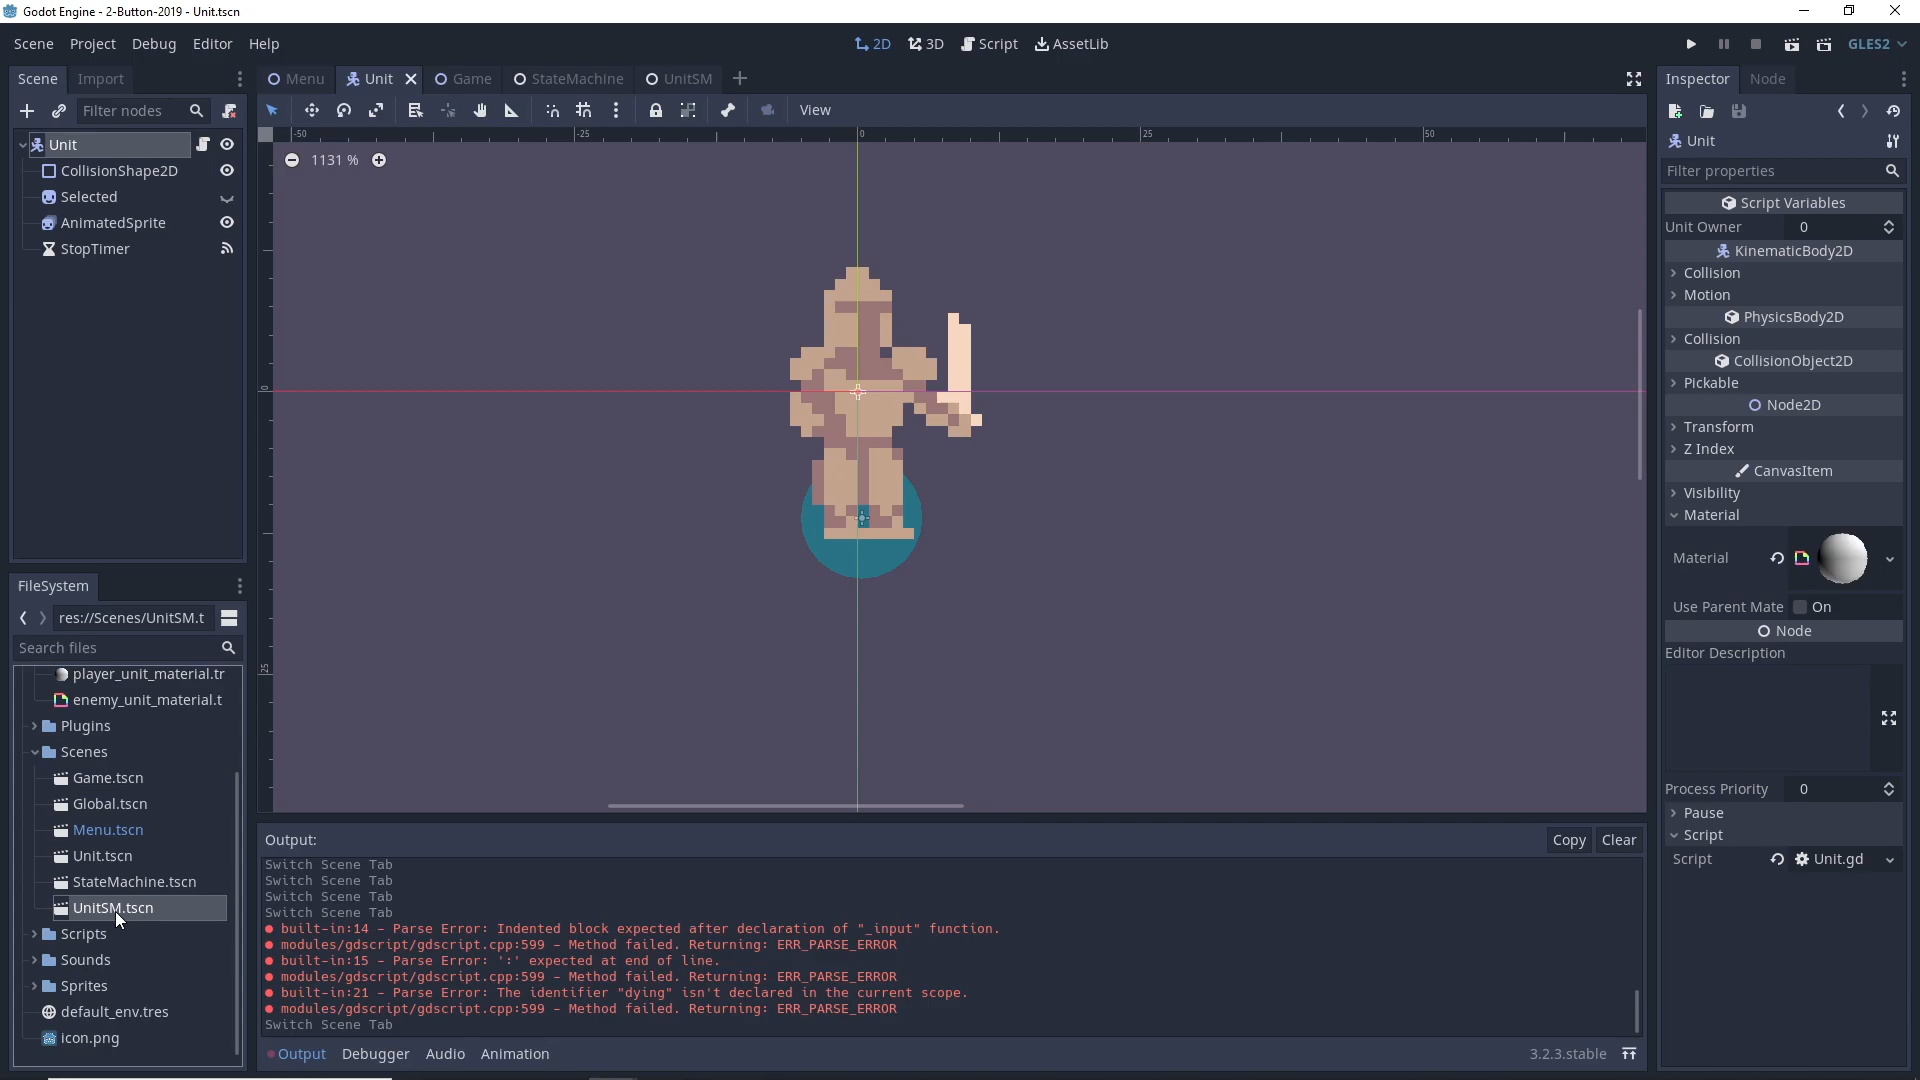 Godot Engine - 2-Button-2019 - Unit.tscn
Scene Project Debug Editor Help
2D 3D Script AssetLib
GLES2
Scene Import
Menu Unit Game StateMachine UnitSM
Inspector Node
Filter nodes
View
Unit
CollisionShape2D
Selected
AnimatedSprite
StopTimer
-50 -25 0 25 50
1131 %
0
25
FileSystem
res://Scenes/UnitSM.t
Search files
player_unit_material.tr
enemy_unit_material.t
Plugins
Scenes
Game.tscn
Global.tscn
Menu.tscn
Unit.tscn
StateMachine.tscn
UnitSM.tscn
Scripts
Sounds
Sprites
default_env.tres
icon.png
Output:
Copy Clear
Switch Scene Tab
Switch Scene Tab
Switch Scene Tab
Switch Scene Tab
built-in:14 - Parse Error: Indented block expected after declaration of "_input" function.
modules/gdscript/gdscript.cpp:599 - Method failed. Returning: ERR_PARSE_ERROR
built-in:15 - Parse Error: ':' expected at end of line.
modules/gdscript/gdscript.cpp:599 - Method failed. Returning: ERR_PARSE_ERROR
built-in:21 - Parse Error: The identifier "dying" isn't declared in the current scope.
modules/gdscript/gdscript.cpp:599 - Method failed. Returning: ERR_PARSE_ERROR
Switch Scene Tab
Output Debugger Audio Animation
3.2.3.stable
Unit
Filter properties
Script Variables
Unit Owner 0
KinematicBody2D
Collision
Motion
PhysicsBody2D
Collision
CollisionObject2D
Pickable
Node2D
Transform
Z Index
CanvasItem
Visibility
Material
Material
Use Parent Mate On
Node
Editor Description
Process Priority 0
Pause
Script
Script Unit.gd